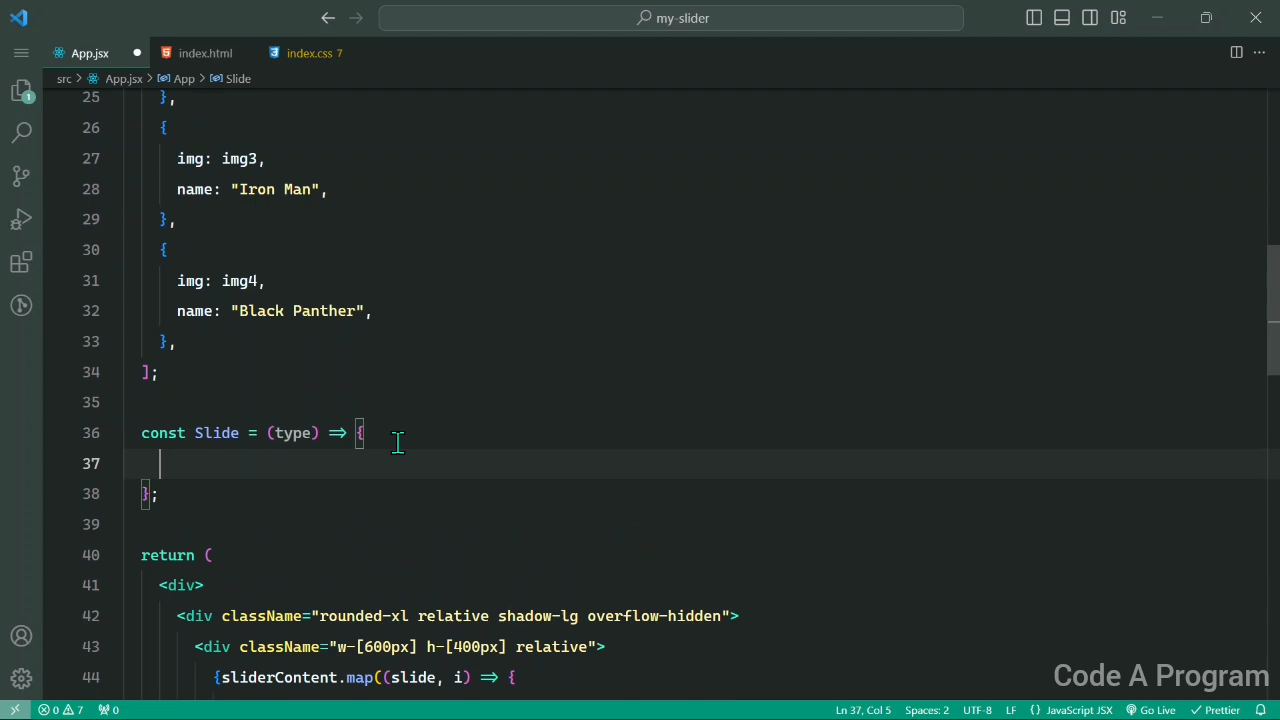 my-slider
App.jsx
index.html
index.css 7
src > App.jsx > App > Slide
1
25 },
26 {
27 img: img3,
28 name: "Iron Man",
29 },
30 {
31 img: img4,
32 name: "Black Panther",
33 },
34 ];
35
36 const Slide = (type) => {
37
38 };
39
40 return (
41 <div>
42 <div className="rounded-xl relative shadow-lg overflow-hidden">
43 <div className="w-[600px] h-[400px] relative">
44 {sliderContent.map((slide, i) => {
Code A Program
0 7 0 Ln 37, Col 5 Spaces: 2 UTF-8 LF {} JavaScript JSX Go Live Prettier